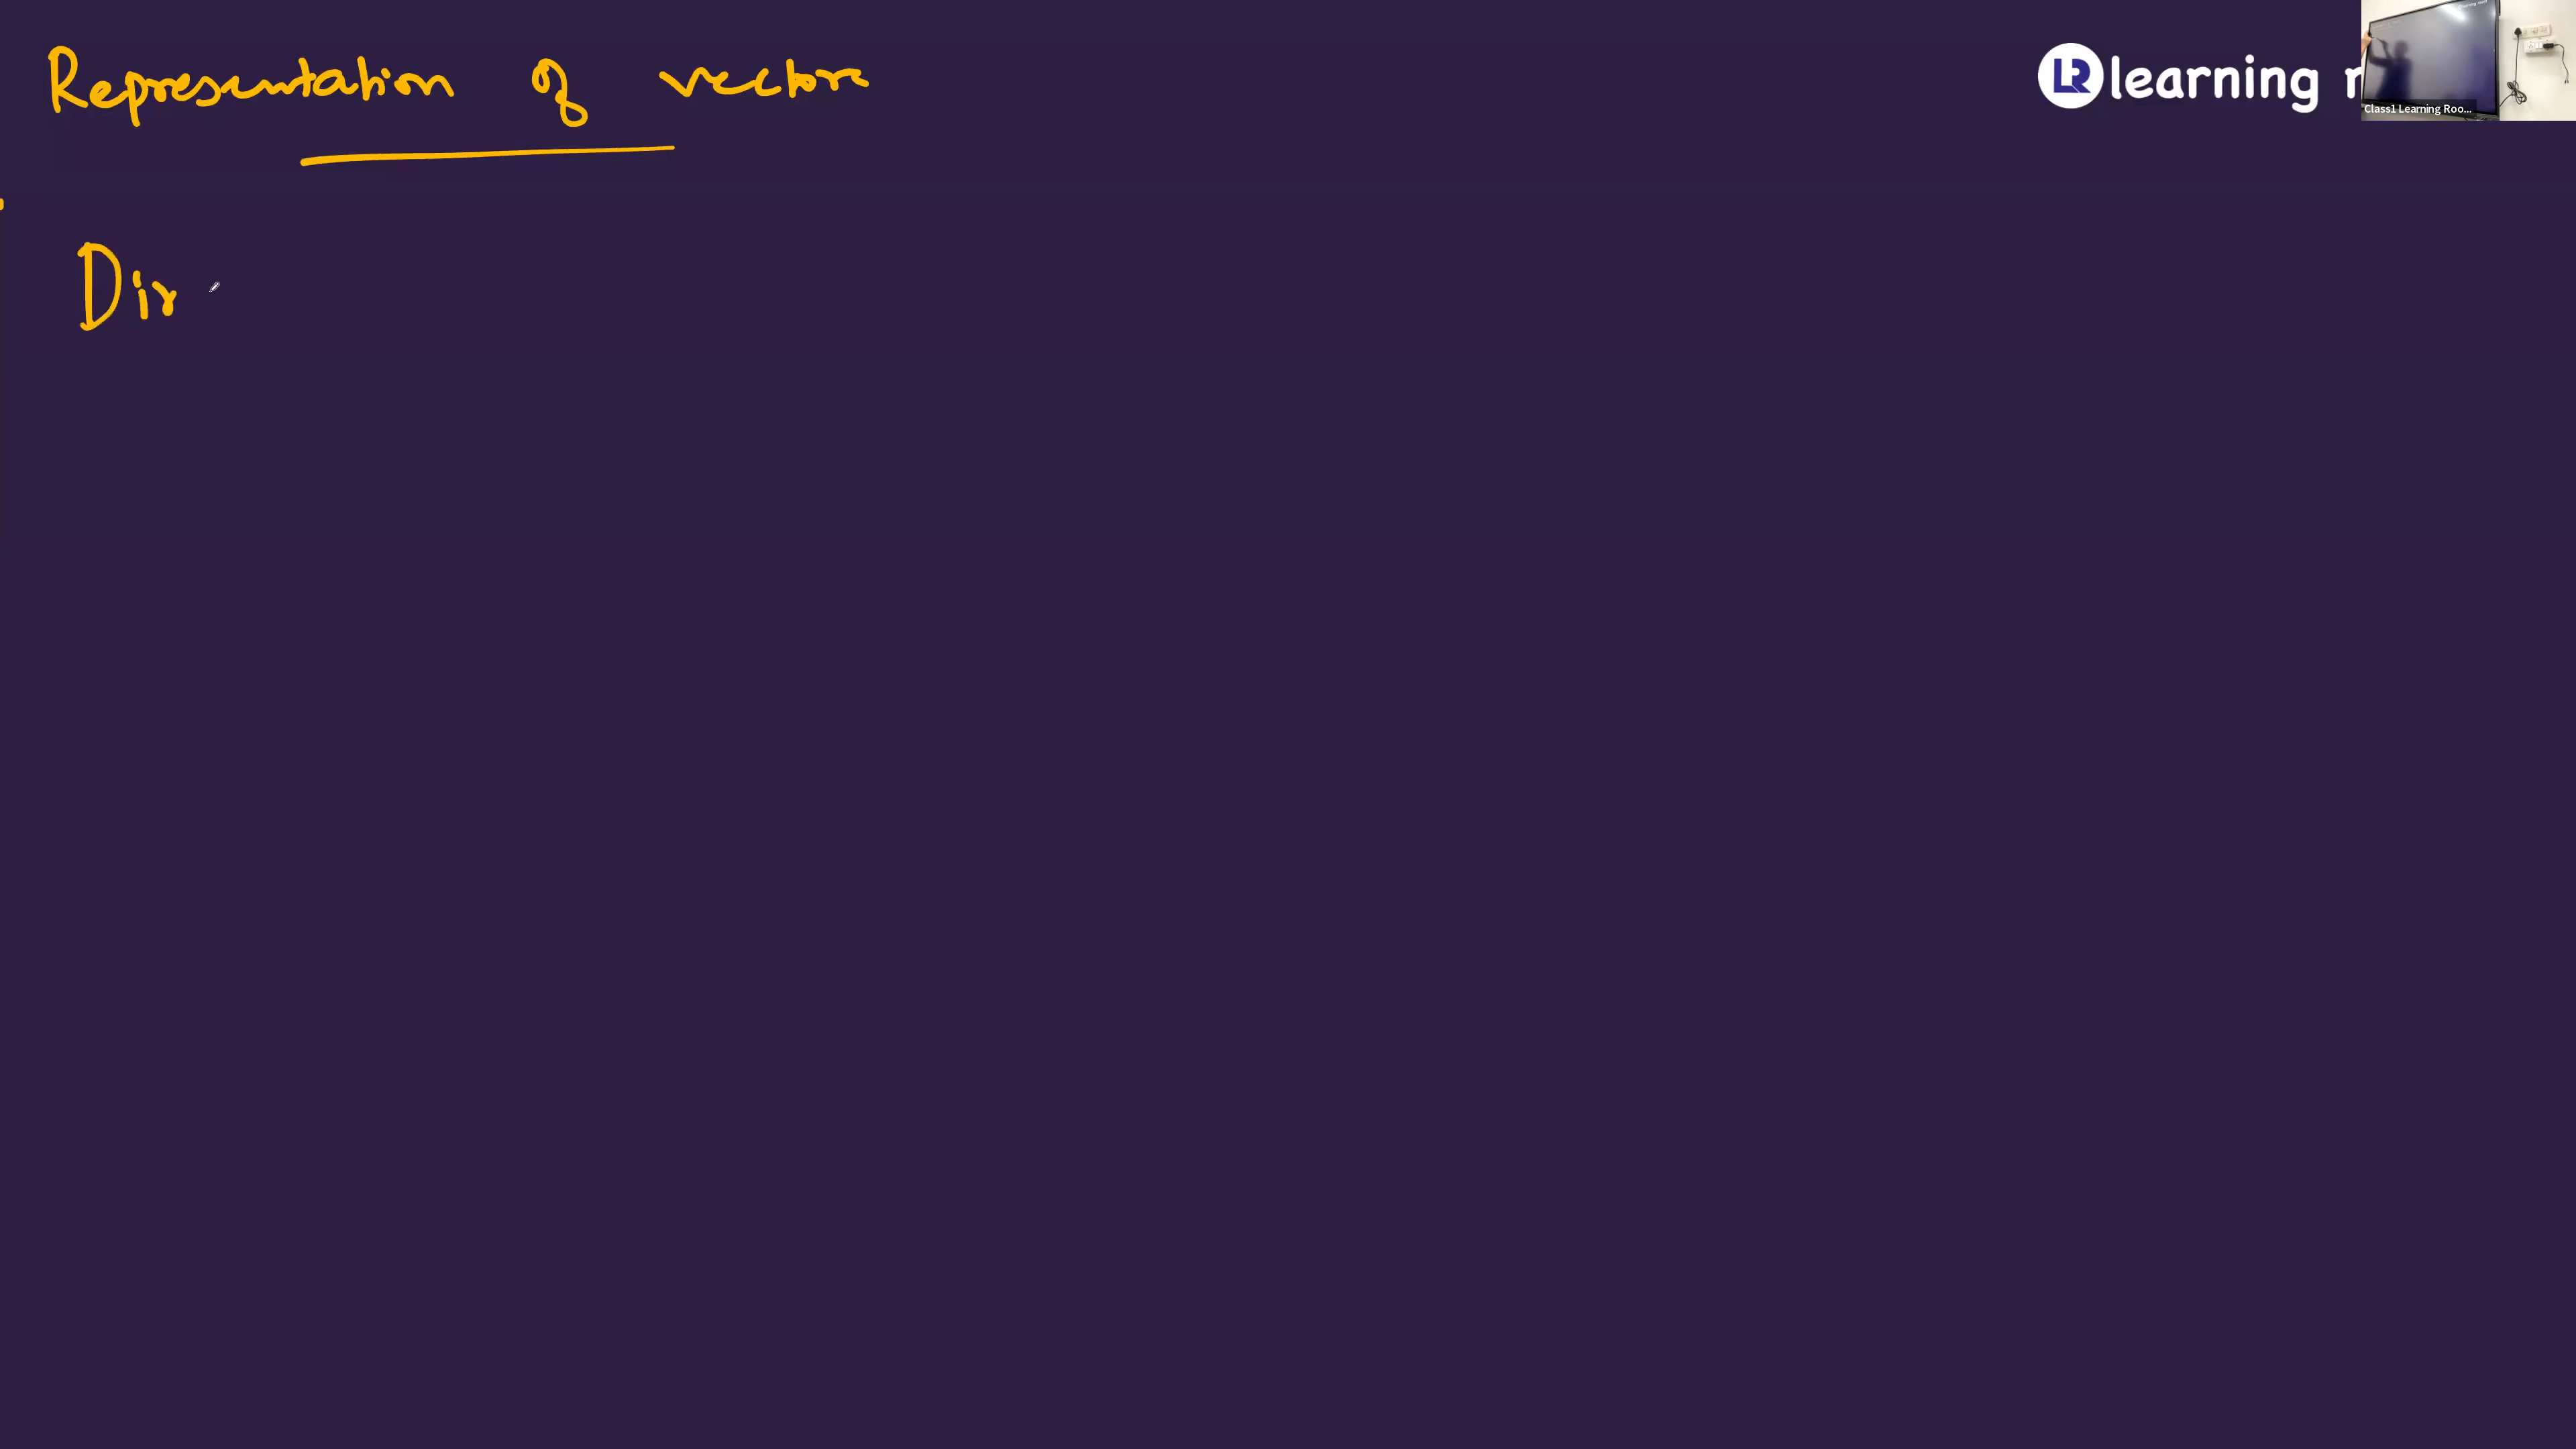 Representation of vectors
learning r
Class1 Learning Roo...
Dir